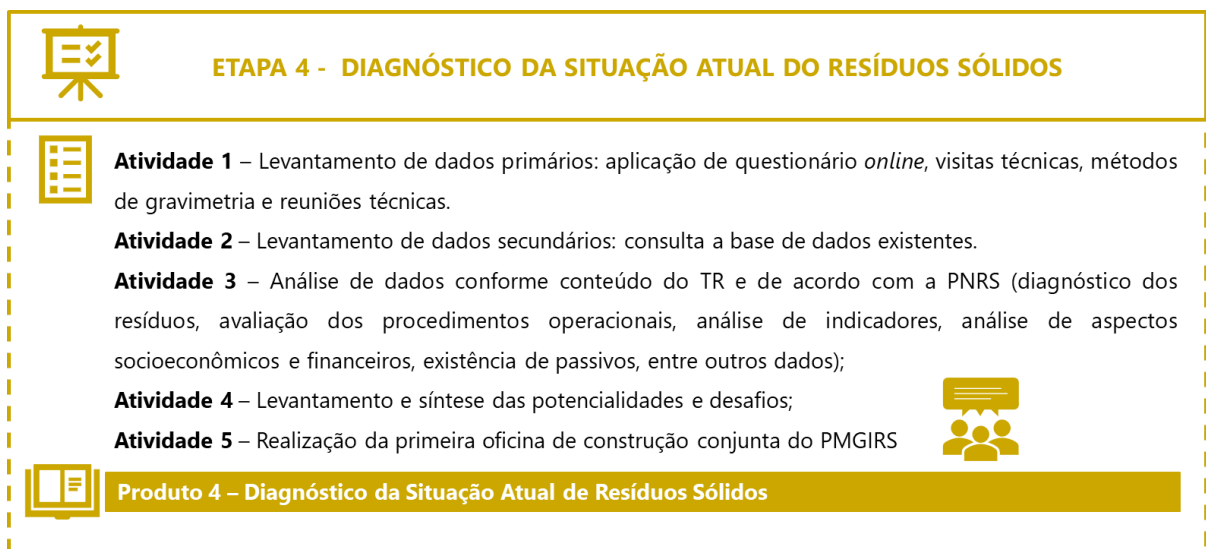 ETAPA 4 - DIAGNÓSTICO DA SITUAÇÃO ATUAL DO RESÍDUOS SÓLIDOS
Atividade 1 – Levantamento de dados primários: aplicação de questionário online, visitas técnicas, métodos
de gravimetria e reuniões técnicas.
Atividade 2 – Levantamento de dados secundários: consulta a base de dados existentes.
Atividade 3 – Análise de dados conforme conteúdo do TR e de acordo com a PNRS (diagnóstico dos
resíduos, avaliação dos procedimentos operacionais, análise de indicadores, análise de aspectos
socioeconômicos e financeiros, existência de passivos, entre outros dados);
Atividade 4 – Levantamento e síntese das potencialidades e desafios;
Atividade 5 – Realização da primeira oficina de construção conjunta do PMGIRS
Produto 4 – Diagnóstico da Situação Atual de Resíduos Sólidos